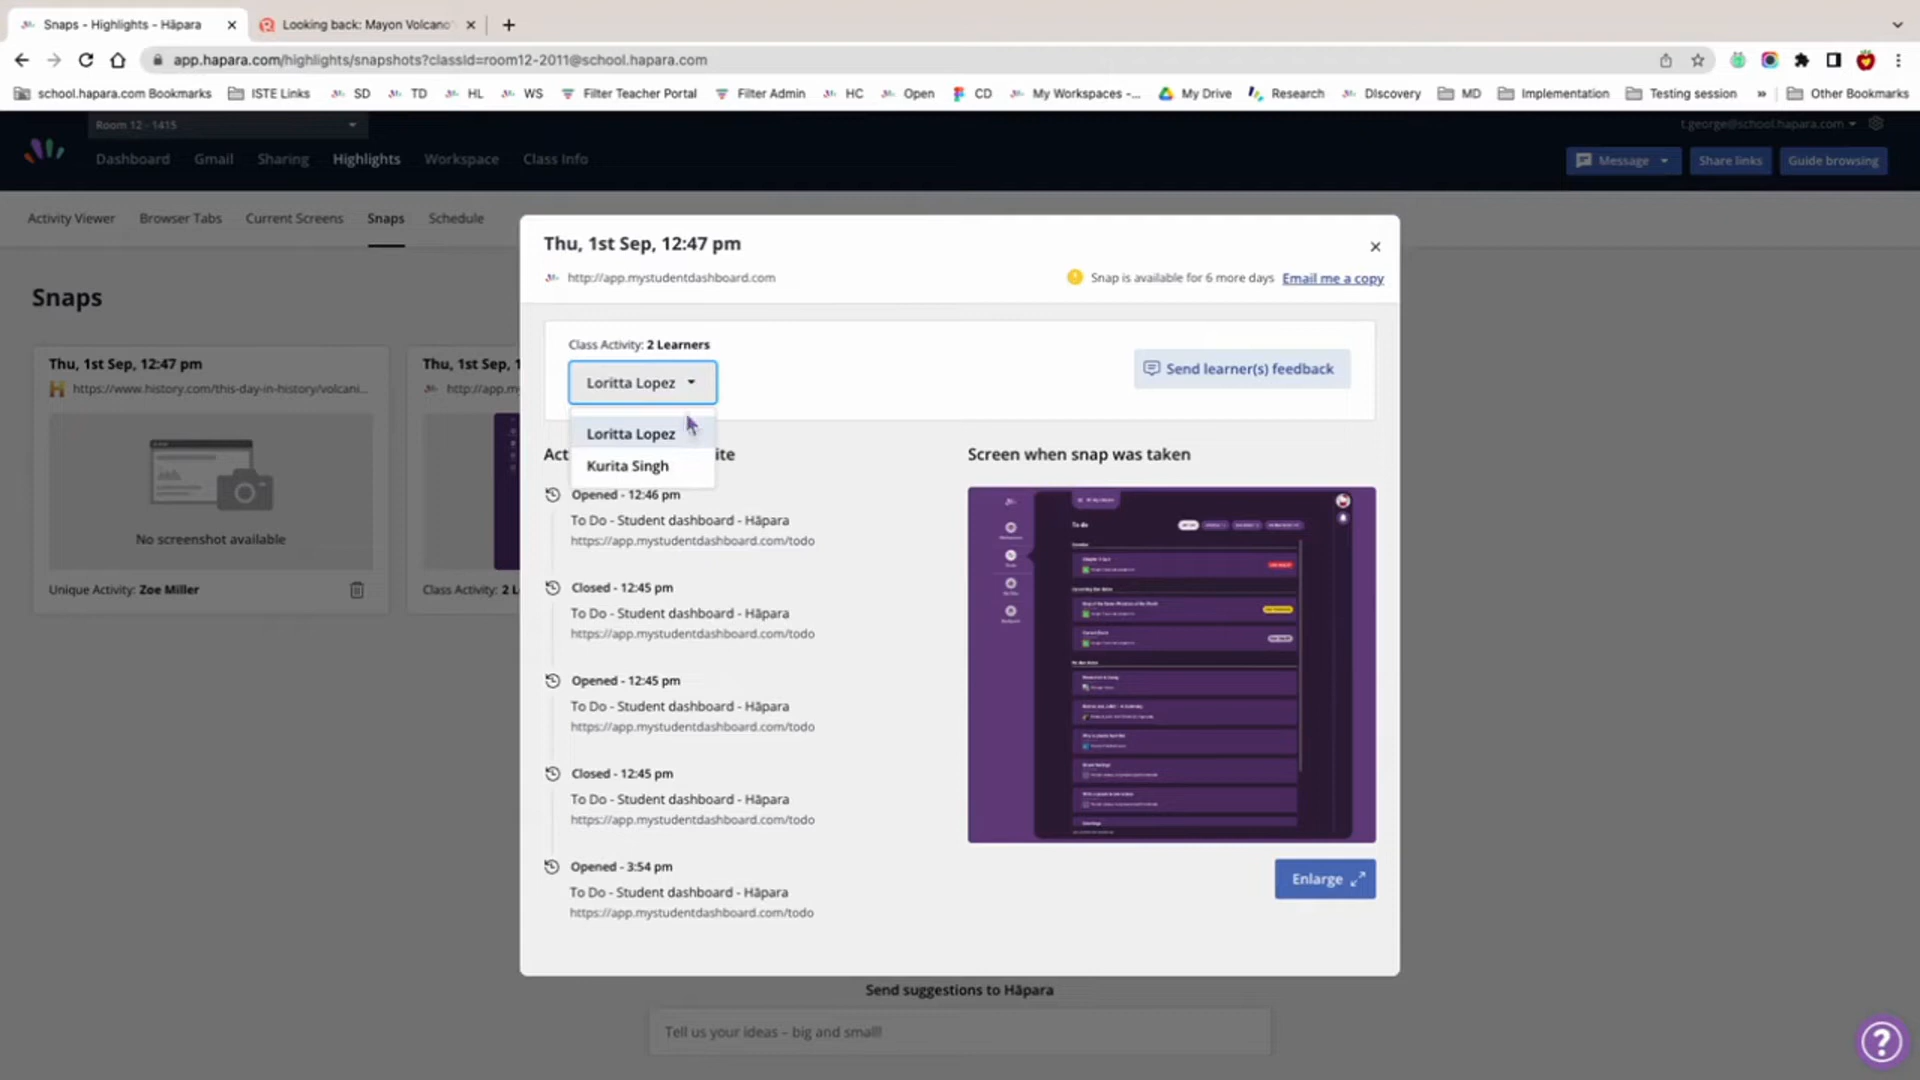 Snaps - Highlights - Hāpara
Looking back: Mayon Volcano
app.hapara.com/highlights/snapshots?classId=room12-2011@school.hapara.com
school.hapara.com Bookmarks ISTE Links SD TD HL WS Filter Teacher Portal Filter Admin HC Open CD My Workspaces -... My Drive Research Discovery MD Implementation Testing session » Other Bookmarks
Room 12 - 1415
t.george@school.hapara.com
Dashboard Gmail Sharing Highlights Workspace Class Info
Message Share links Guide browsing
Activity Viewer Browser Tabs Current Screens Snaps Schedule
Snaps
Thu, 1st Sep, 12:47 pm
https://www.history.com/this-day-in-history/volcani...
No screenshot available
Unique Activity: Zoe Miller
Thu,
http://ap
Class Activity: 2 L
Thu, 1st Sep, 12:47 pm
http://app.mystudentdashboard.com
Snap is available for 6 more days Email me a copy
Class Activity: 2 Learners
Loritta Lopez
Send learner(s) feedback
Loritta Lopez
Kurita Singh
Act
ite
Opened - 12:46 pm
To Do - Student dashboard - Hāpara
https://app.mystudentdashboard.com/todo
Closed - 12:45 pm
To Do - Student dashboard - Hāpara
https://app.mystudentdashboard.com/todo
Opened - 12:45 pm
To Do - Student dashboard - Hāpara
https://app.mystudentdashboard.com/todo
Closed - 12:45 pm
To Do - Student dashboard - Hāpara
https://app.mystudentdashboard.com/todo
Opened - 3:54 pm
To Do - Student dashboard - Hāpara
https://app.mystudentdashboard.com/todo
Screen when snap was taken
To do
Enlarge
Send suggestions to Hāpara
Tell us your ideas – big and small!
?